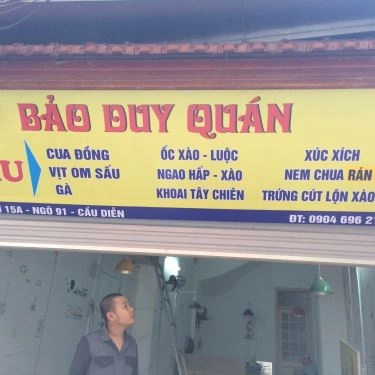 BẢO DUY QUÁN
CUA ĐỒNG ỐC XÀO - LUỘC XÚC XÍCH
VỊT OM SẤU NGAO HẤP - XÀO NEM CHUA RÁN
GÀ KHOAI TÂY CHIÊN TRỨNG CÚT LỘN XÀO
15A - NGÕ 91 - CẦU DIỄN ĐT: 0904 696 2